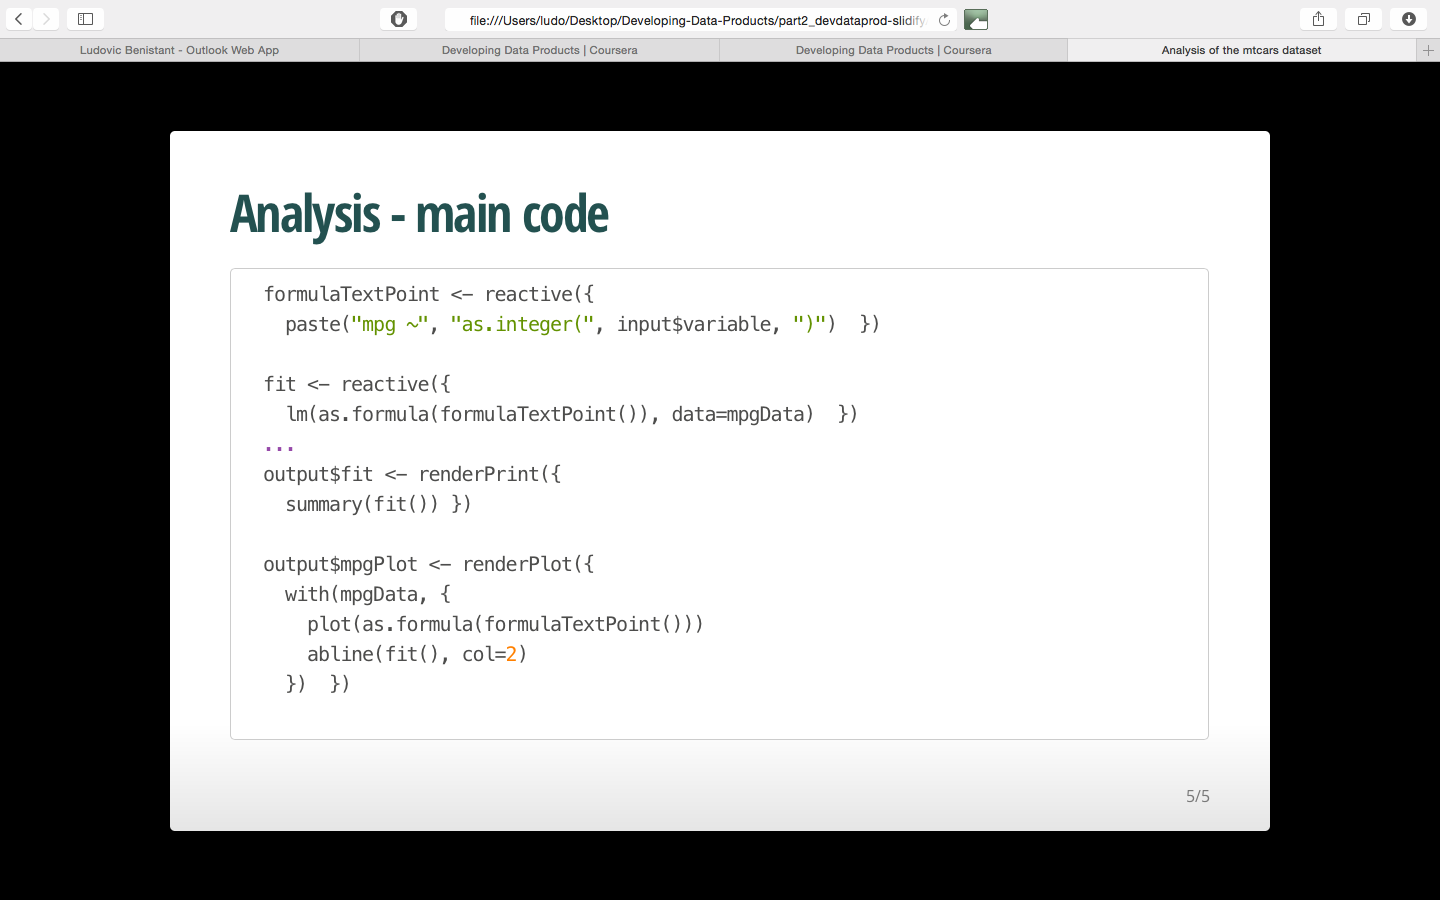 file:///Users/ludo/Desktop/Developing-Data-Products/part2_devdataprod-slidify
Ludovic Benistant - Outlook Web App
Developing Data Products | Coursera
Developing Data Products | Coursera
Analysis of the mtcars dataset
Analysis - main code
formulaTextPoint <- reactive({
  paste("mpg ~", "as.integer(", input$variable, ")")  })
fit <- reactive({
  lm(as.formula(formulaTextPoint()), data=mpgData)  })
...
output$fit <- renderPrint({
  summary(fit()) })
output$mpgPlot <- renderPlot({
  with(mpgData, {
    plot(as.formula(formulaTextPoint()))
    abline(fit(), col=2)
  })  })
5/5